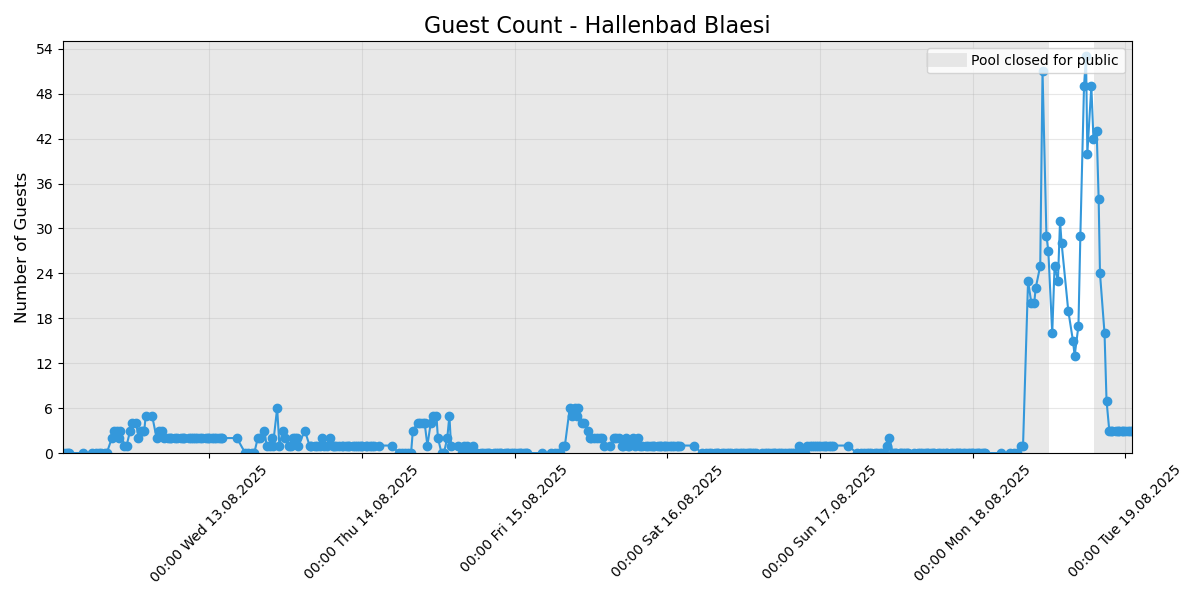 Guest Count - Hallenbad Blaesi
Pool closed for public
Number of Guests
54
48
42
36
30
24
18
12
6
0
00:00 Wed 13.08.2025
00:00 Thu 14.08.2025
00:00 Fri 15.08.2025
00:00 Sat 16.08.2025
00:00 Sun 17.08.2025
00:00 Mon 18.08.2025
00:00 Tue 19.08.2025